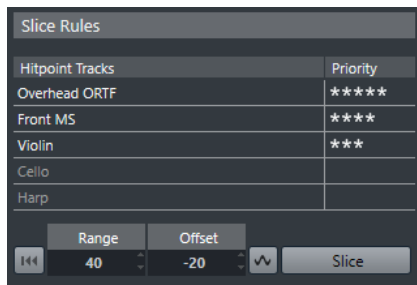 Slice Rules
Hitpoint Tracks Priority
Overhead ORTF *****
Front MS ****
Violin ***
Cello
Harp
Range Offset
40 -20 Slice